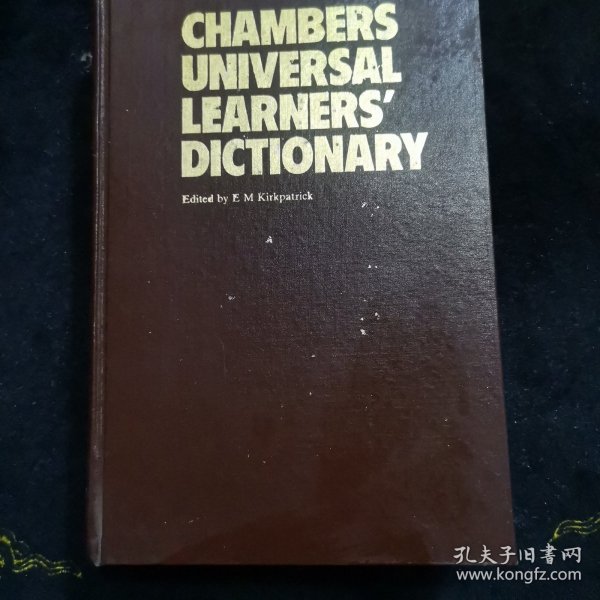 CHAMBERS
UNIVERSAL
LEARNERS'
DICTIONARY
Edited by E M Kirkpatrick
孔夫子旧书网
www.kongfz.com